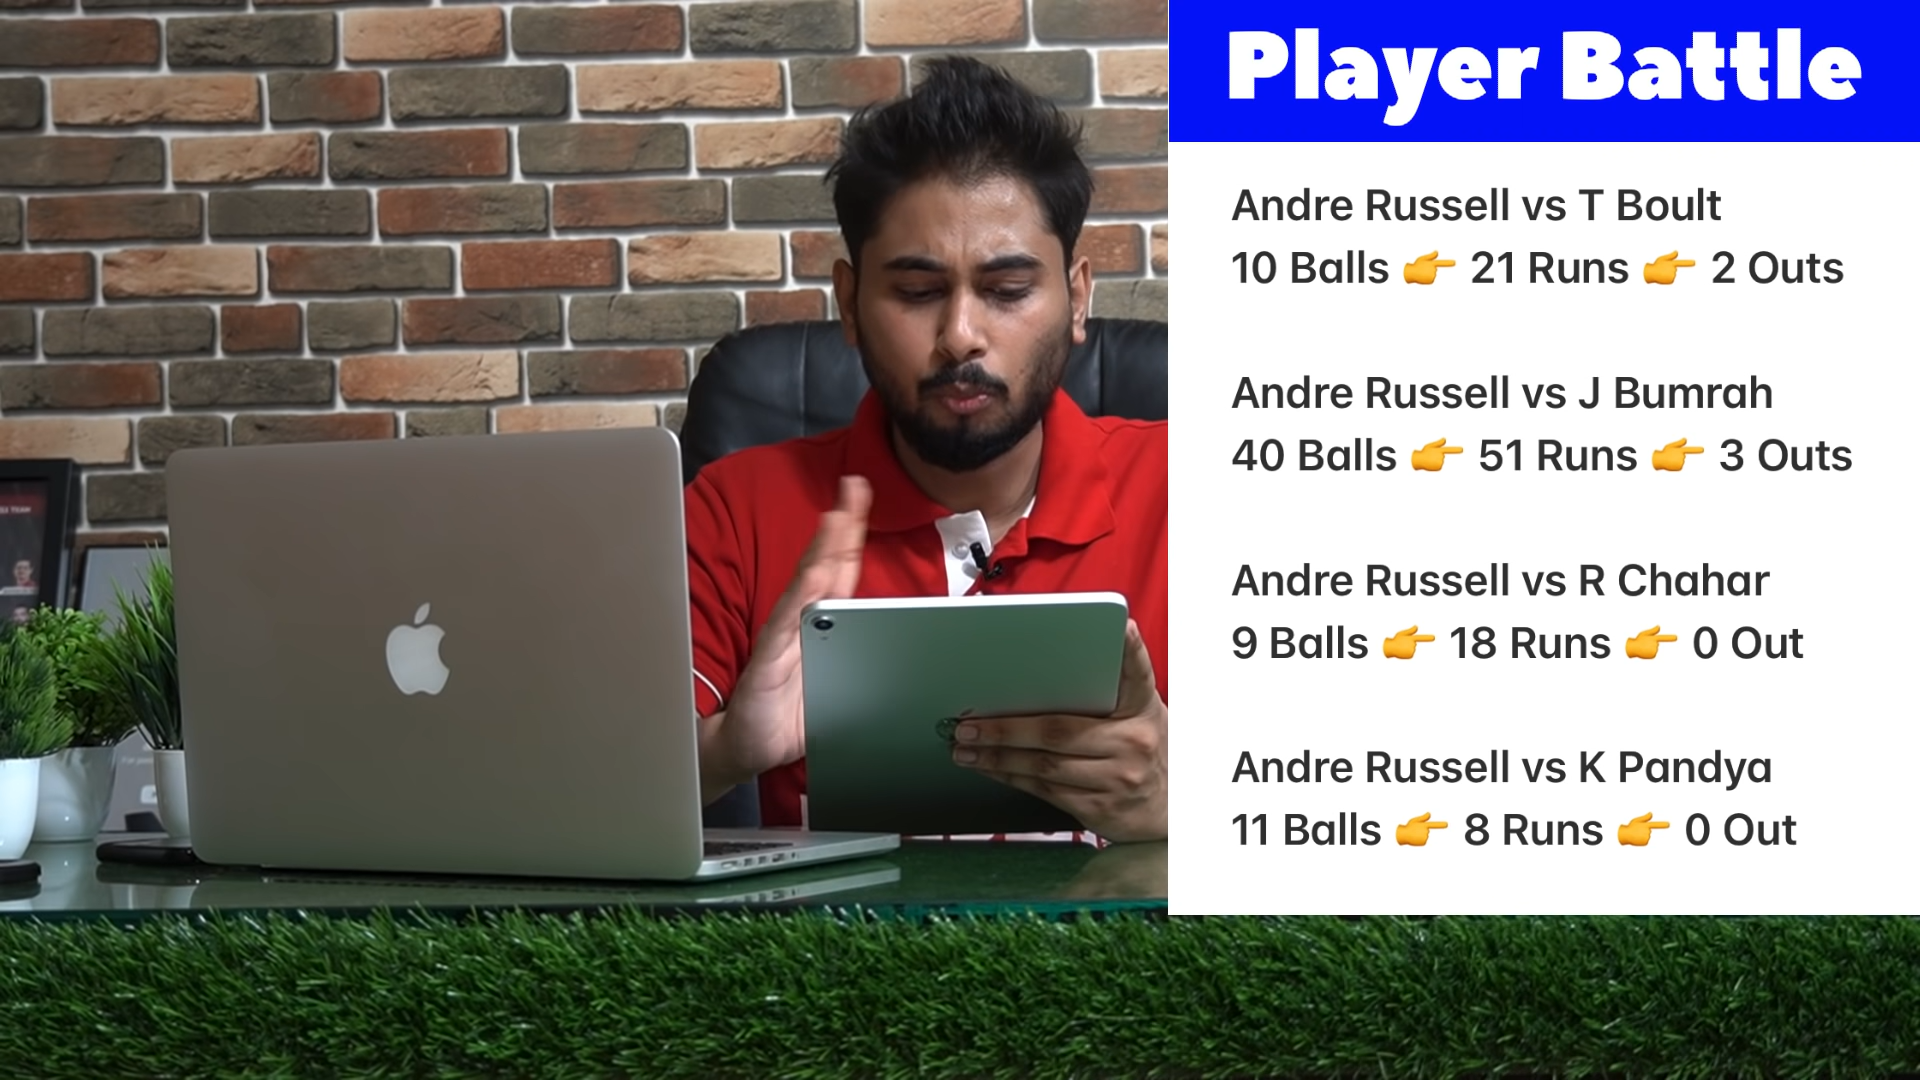 Player Battle
Andre Russell vs T Boult
10 Balls 👉 21 Runs 👉 2 Outs
Andre Russell vs J Bumrah
40 Balls 👉 51 Runs 👉 3 Outs
Andre Russell vs R Chahar
9 Balls 👉 18 Runs 👉 0 Out
Andre Russell vs K Pandya
11 Balls 👉 8 Runs 👉 0 Out